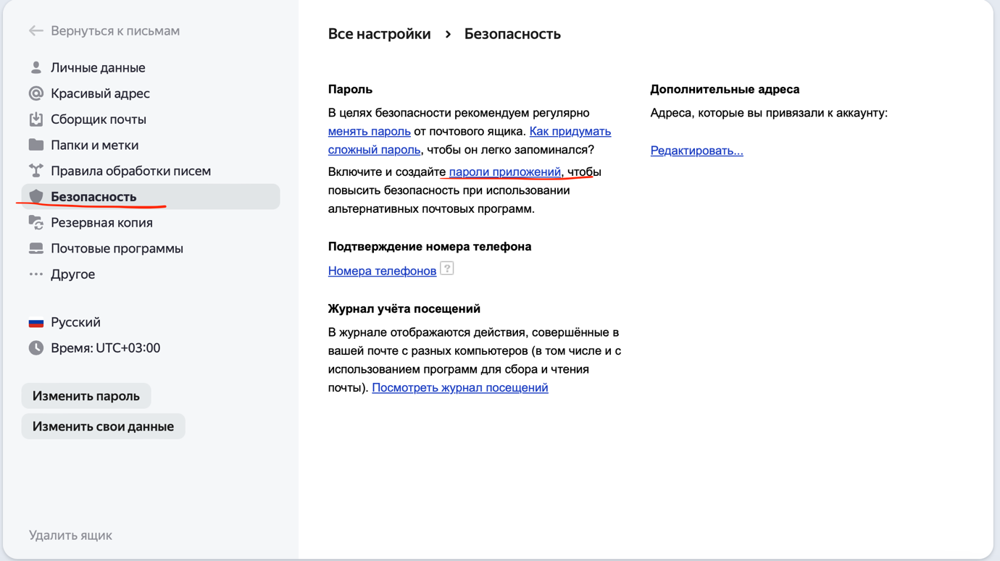 Вернуться к письмам
Личные данные
Красивый адрес
Сборщик почты
Папки и метки
Правила обработки писем
Безопасность
Резервная копия
Почтовые программы
Другое
Русский
Время: UTC+03:00
Изменить пароль
Изменить свои данные
Удалить ящик
Все настройки › Безопасность
Пароль
В целях безопасности рекомендуем регулярно
менять пароль от почтового ящика. Как придумать
сложный пароль, чтобы он легко запоминался?
Включите и создайте пароли приложений, чтобы
повысить безопасность при использовании
альтернативных почтовых программ.
Подтверждение номера телефона
Номера телефонов ?
Журнал учёта посещений
В журнале отображаются действия, совершённые в
вашей почте с разных компьютеров (в том числе и с
использованием программ для сбора и чтения
почты). Посмотреть журнал посещений
Дополнительные адреса
Адреса, которые вы привязали к аккаунту:
Редактировать...